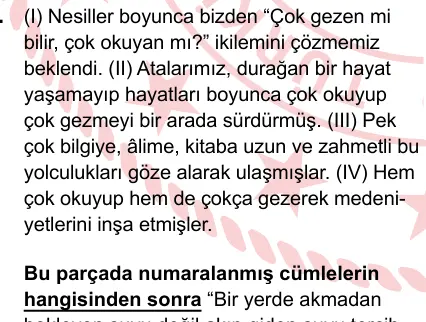 . (I) Nesiller boyunca bizden “Çok gezen mi
bilir, çok okuyan mı?” ikilemini çözmemiz
beklendi. (II) Atalarımız, durağan bir hayat
yaşamayıp hayatları boyunca çok okuyup
çok gezmeyi bir arada sürdürmüş. (III) Pek
çok bilgiye, âlime, kitaba uzun ve zahmetli bu
yolculukları göze alarak ulaşmışlar. (IV) Hem
çok okuyup hem de çokça gezerek medeni-
yetlerini inşa etmişler.
Bu parçada numaralanmış cümlelerin
hangisinden sonra “Bir yerde akmadan